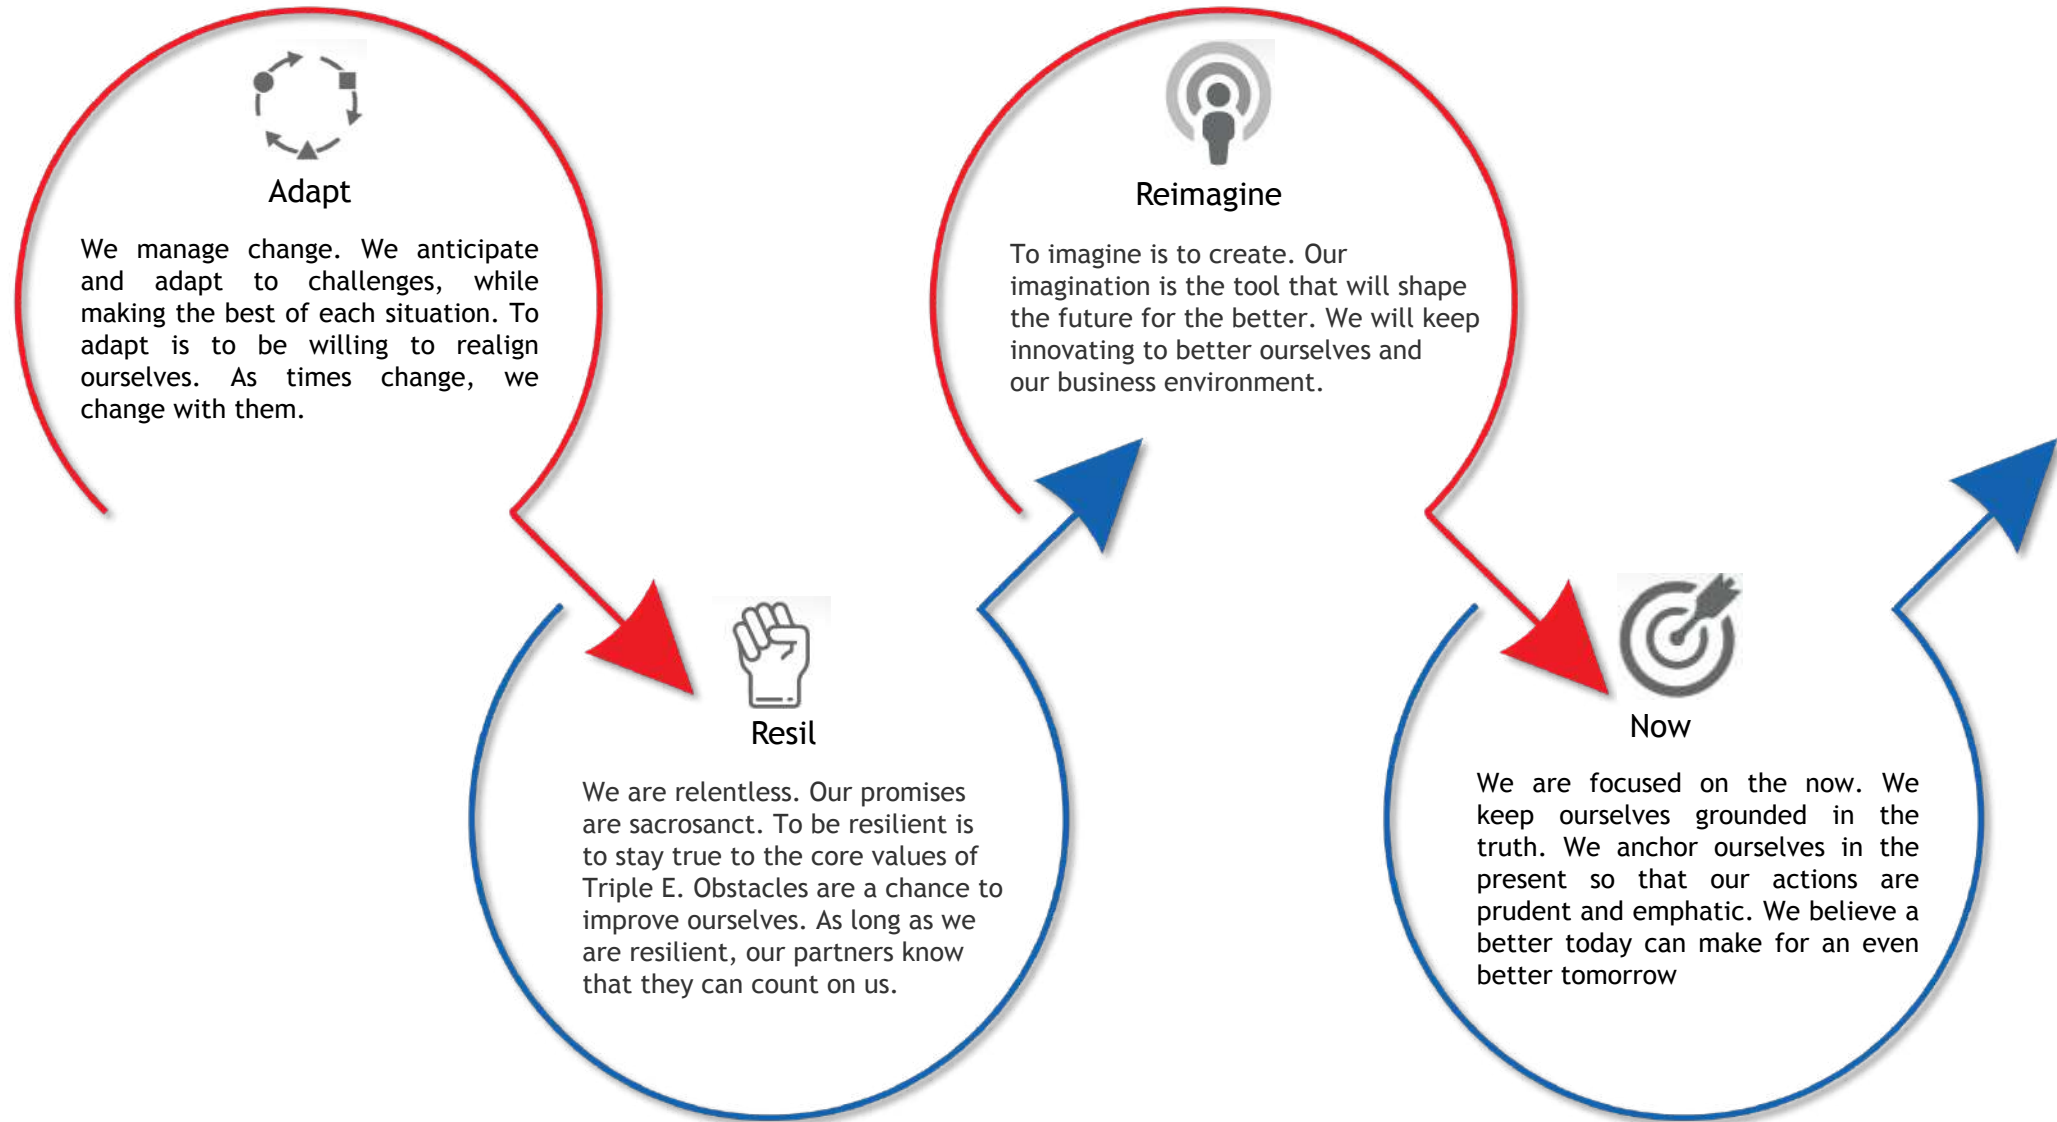 Adapt
We manage change. We anticipate
and adapt to challenges, while
making the best of each situation. To
adapt is to be willing to realign
ourselves. As times change, we
change with them.
Resil
We are relentless. Our promises
are sacrosanct. To be resilient is
to stay true to the core values of
Triple E. Obstacles are a chance to
improve ourselves. As long as we
are resilient, our partners know
that they can count on us.
Reimagine
To imagine is to create. Our
imagination is the tool that will shape
the future for the better. We will keep
innovating to better ourselves and
our business environment.
Now
We are focused on the now. We
keep ourselves grounded in the
truth. We anchor ourselves in the
present so that our actions are
prudent and emphatic. We believe a
better today can make for an even
better tomorrow